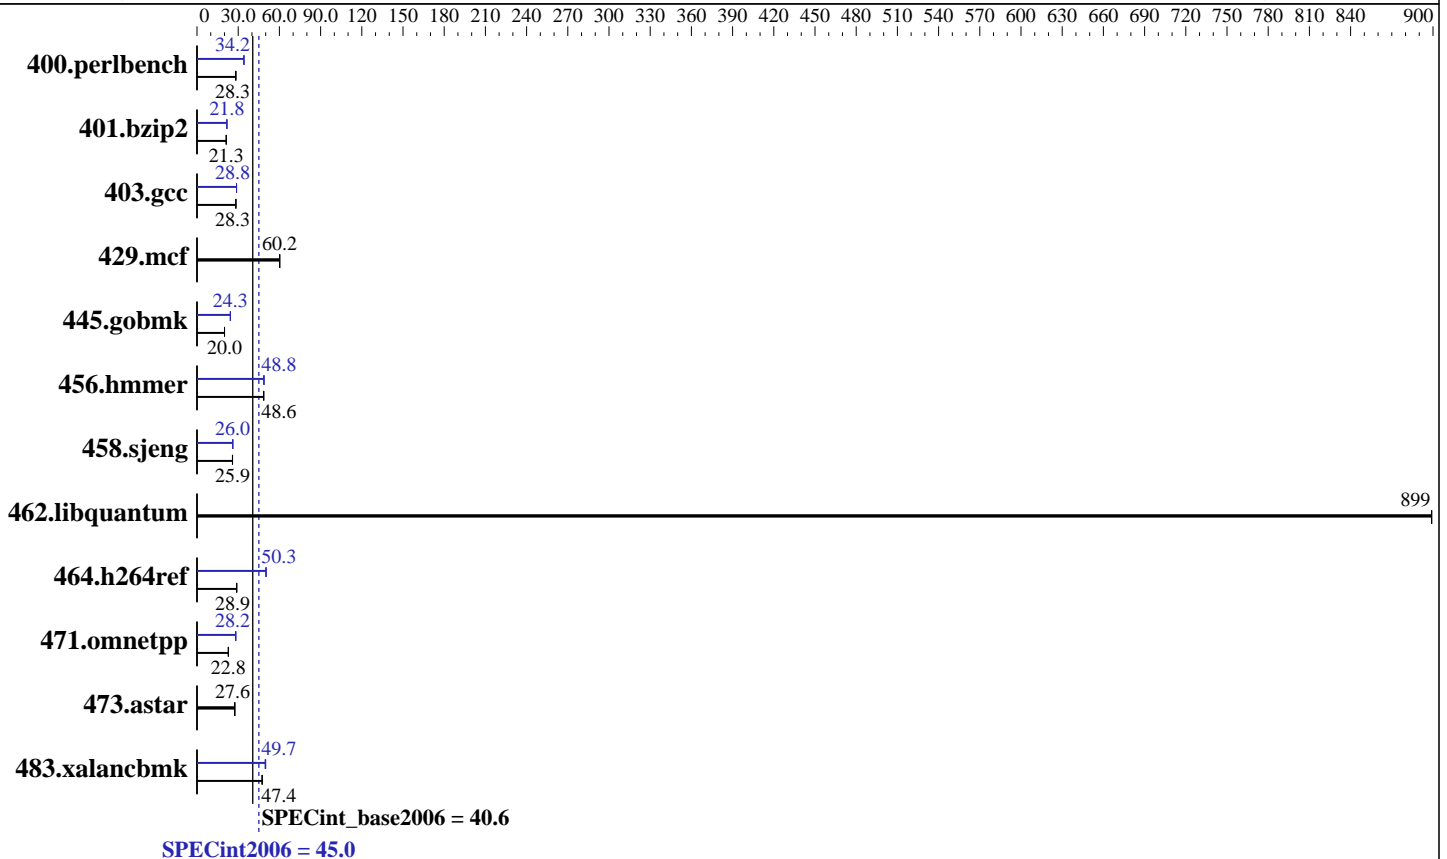 0 30.0 60.0 90.0 120 150 180 210 240 270 300 330 360 390 420 450 480 510 540 570 600 630 660 690 720 750 780 810 840 900
34.2
400.perlbench
28.3
21.8
401.bzip2
21.3
28.8
403.gcc
28.3
60.2
429.mcf
24.3
445.gobmk
20.0
48.8
456.hmmer
48.6
26.0
458.sjeng
25.9
899
462.libquantum
50.3
464.h264ref
28.9
28.2
471.omnetpp
22.8
27.6
473.astar
49.7
483.xalancbmk
47.4
SPECint_base2006 = 40.6
SPECint2006 = 45.0